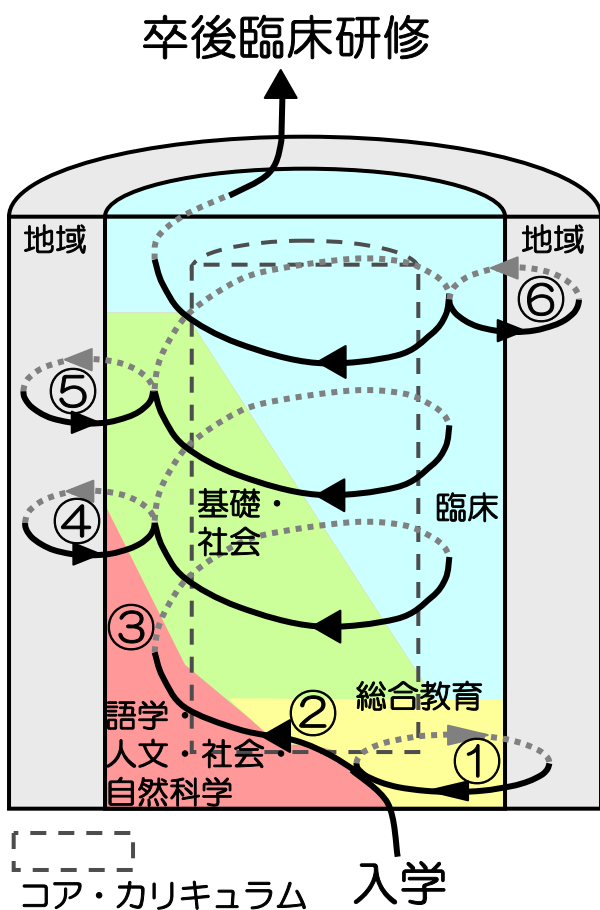 卒後臨床研修
地域
地域
⑥
⑤
④
基礎・
社会
臨床
③
総合教育
②
語学・
人文・社会・
自然科学
①
コア・カリキュラム
入学